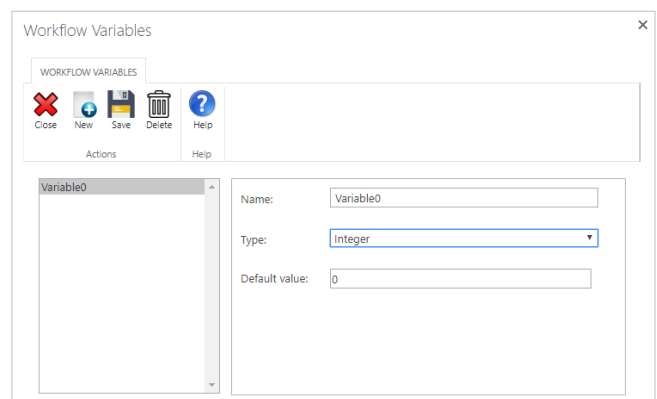 Workflow Variables
WORKFLOW VARIABLES
Close New Save Delete Help
Actions Help
Variable0
Name: Variable0
Type: Integer
Default value: 0